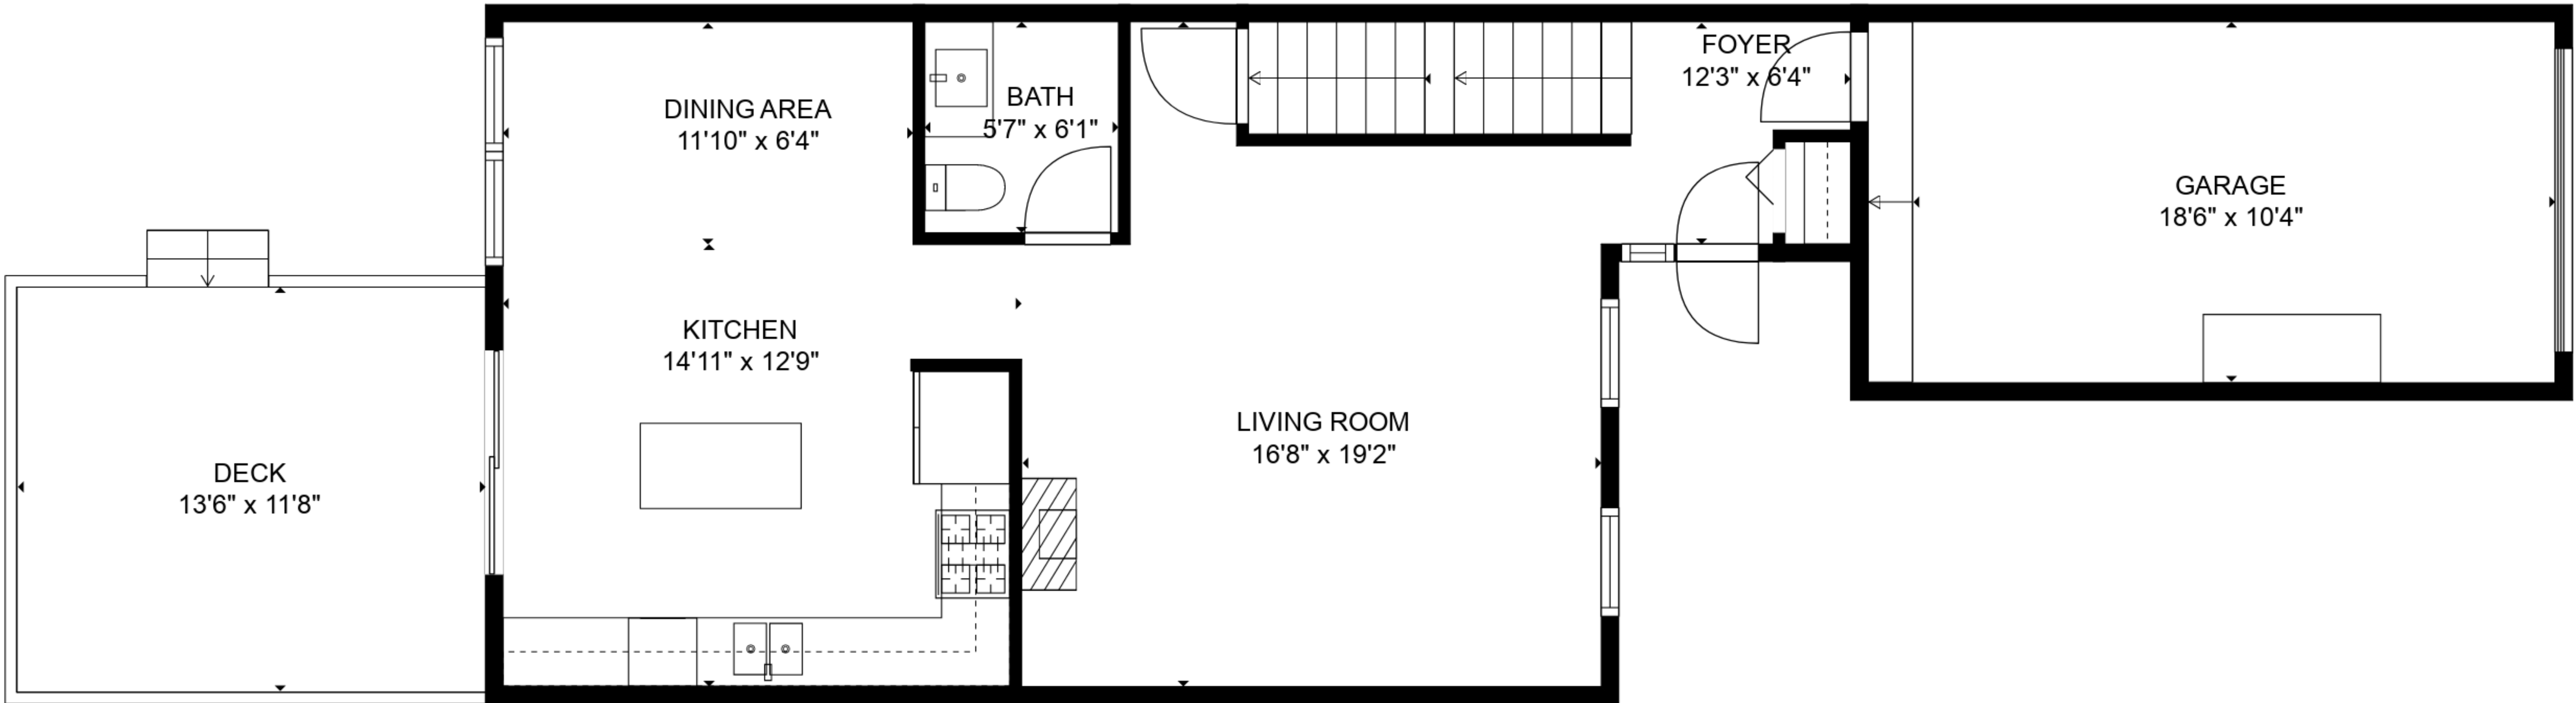 FOYER
12'3" x 6'4"
BATH
5'7" x 6'1"
DINING AREA
11'10" x 6'4"
GARAGE
18'6" x 10'4"
KITCHEN
14'11" x 12'9"
LIVING ROOM
16'8" x 19'2"
DECK
13'6" x 11'8"